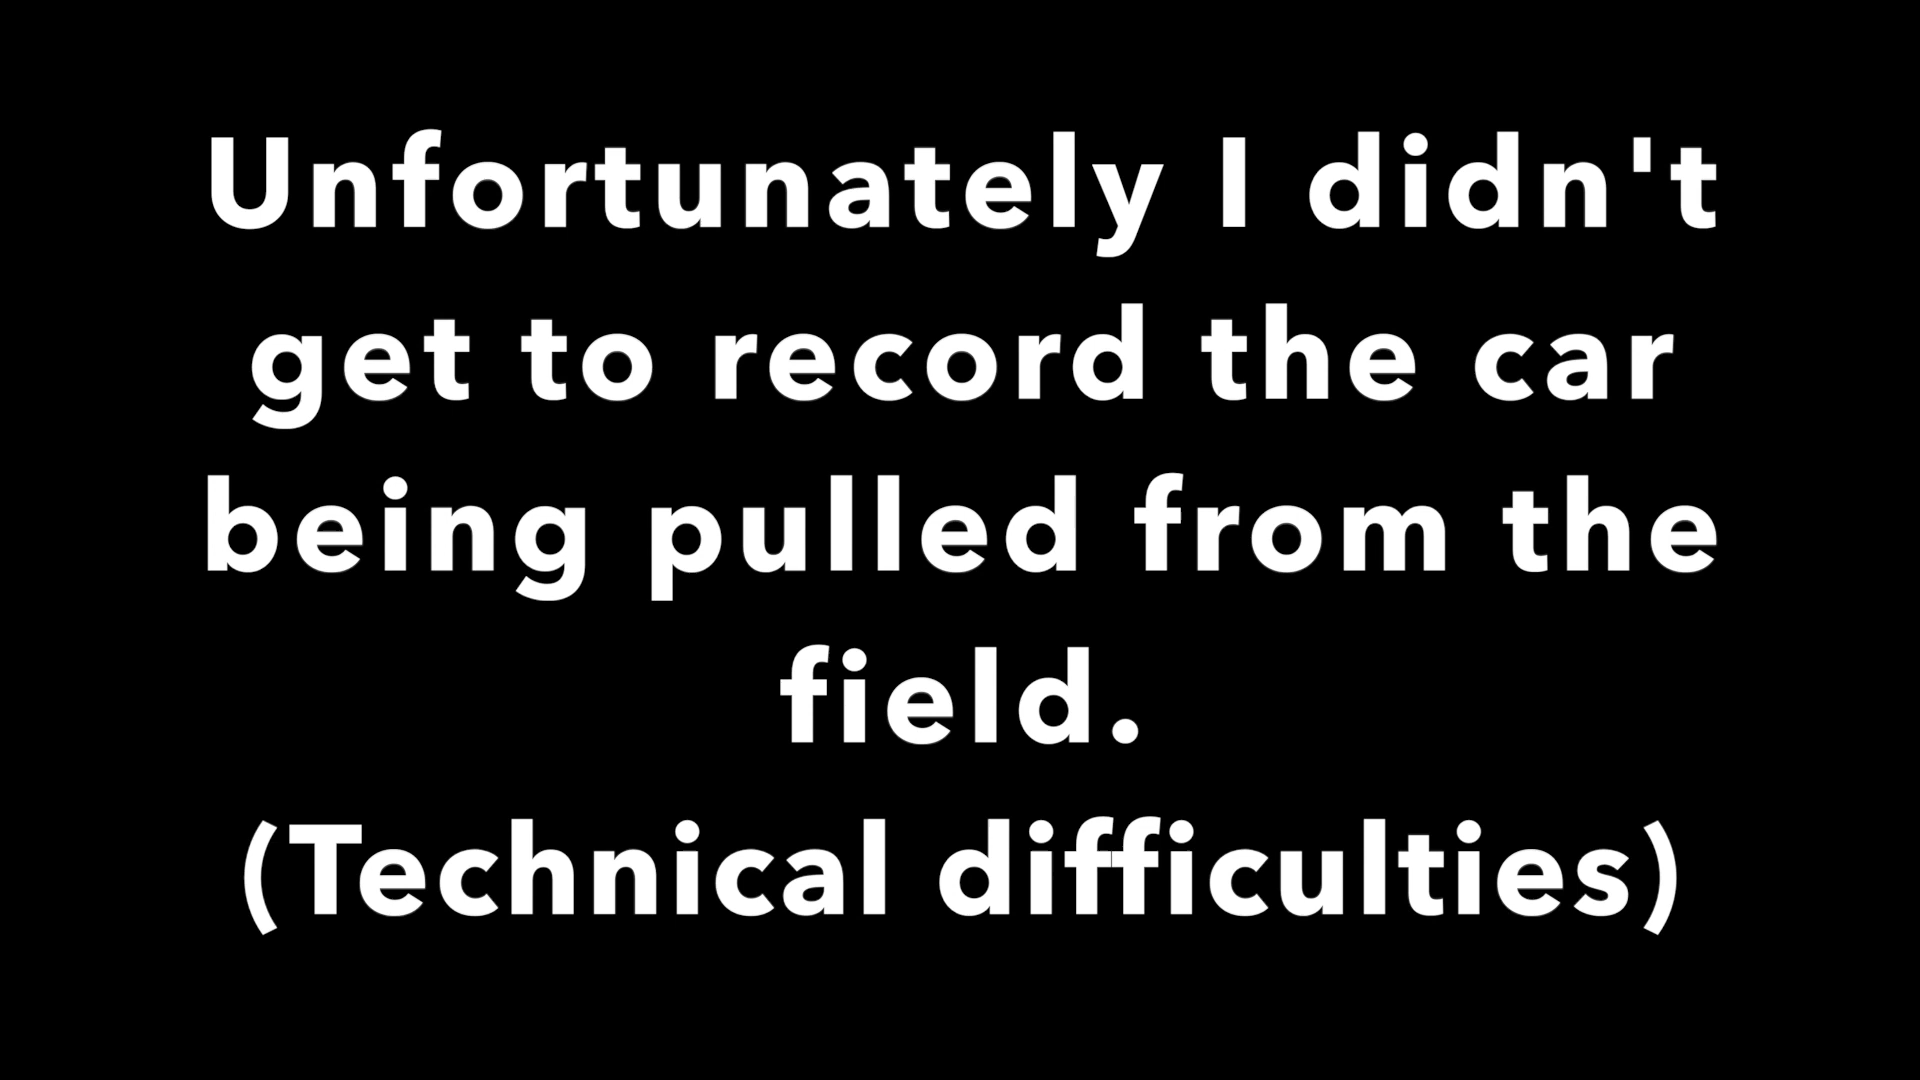 Unfortunately I didn't
get to record the car
being pulled from the
field.
(Technical difficulties)